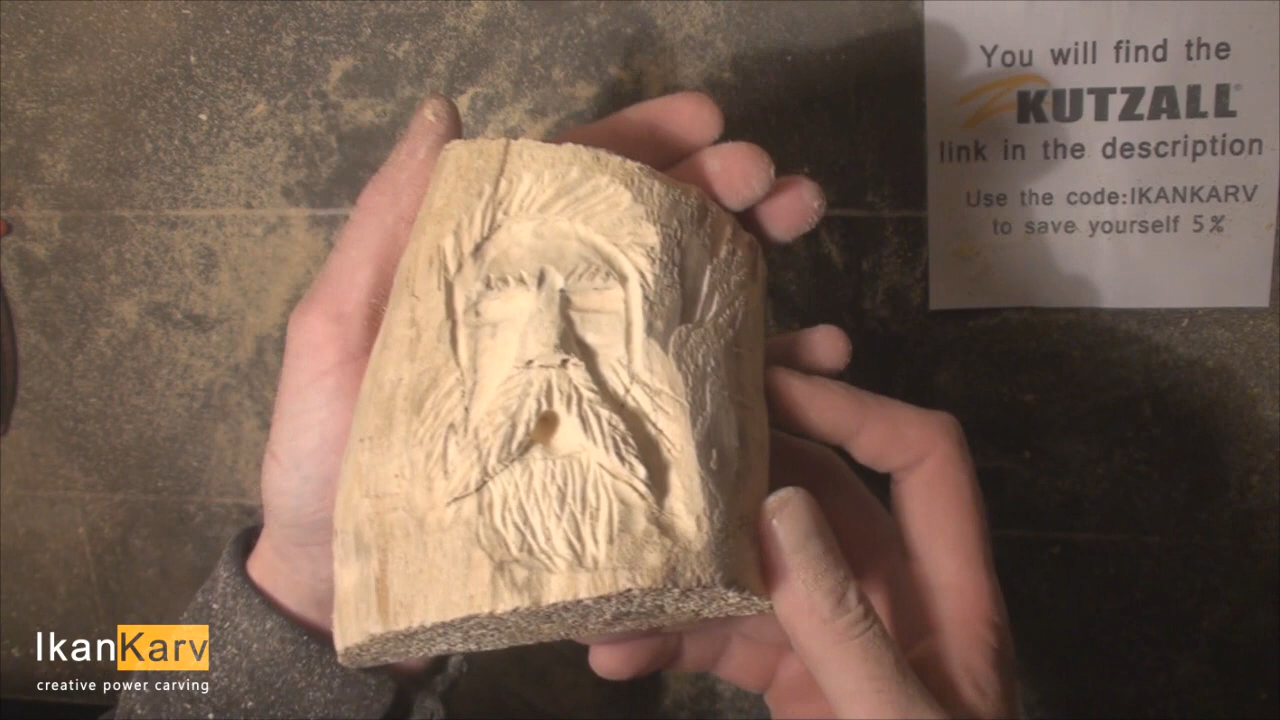 You will find the
KUTZALL
link in the description
Use the code:IKANKARV
to save yourself 5%
IkanKarv
creative power carving